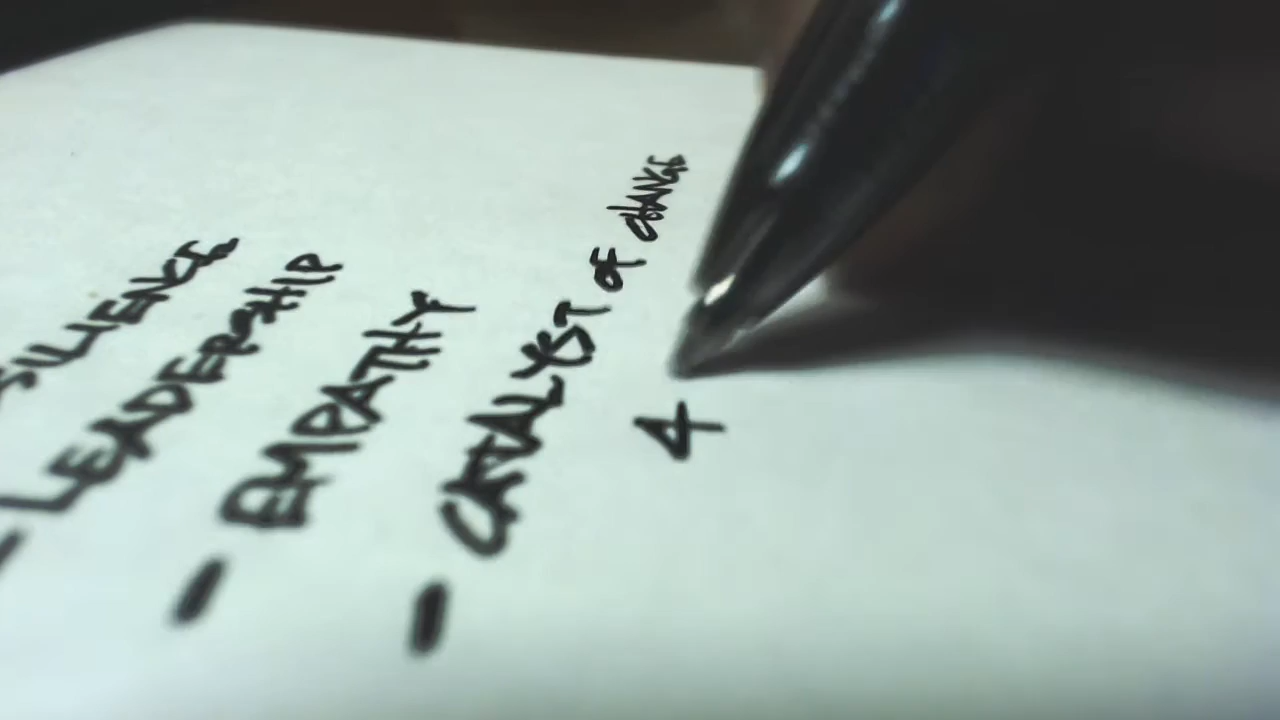 SILIENCE
- LEADERSHIP
- EMPATHY
- CATALYST OF CHANGE
4